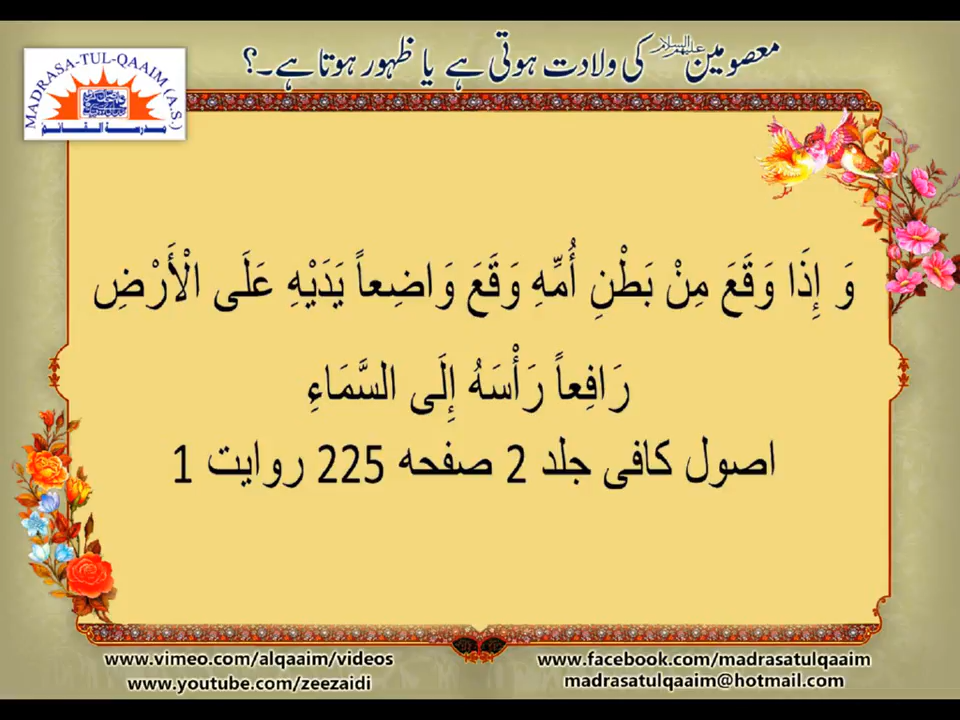 معصومین علیہم السلام کی ولادت ہوتی ہے یا ظہور ہوتا ہے۔؟
MADRASA-TUL-QAAIM (A.S.)
مدرسة القائم
وَ إِذَا وَقَعَ مِنْ بَطْنِ أُمِّهِ وَقَعَ وَاضِعاً يَدَيْهِ عَلَى الْأَرْضِ
رَافِعاً رَأْسَهُ إِلَى السَّمَاءِ
اصول کافی جلد 2 صفحه 225 روایت 1
www.vimeo.com/alqaaim/videos
www.youtube.com/zeezaidi
www.facebook.com/madrasatulqaaim
madrasatulqaaim@hotmail.com